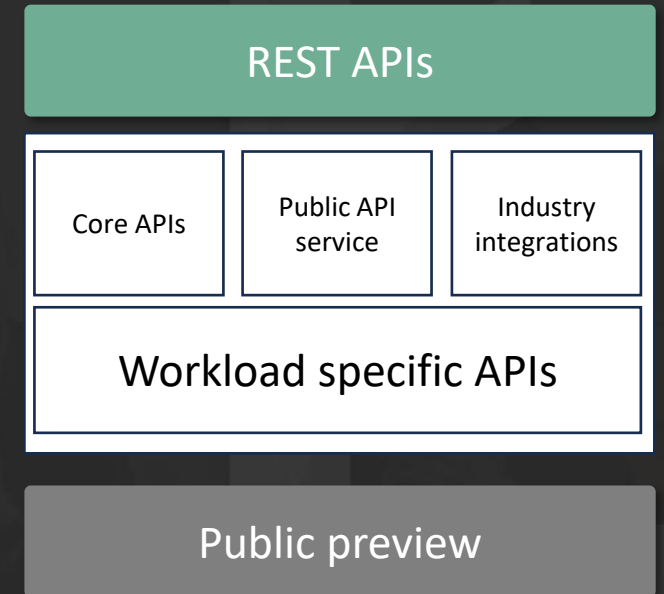 REST APIs
Core APIs
Public API
service
Industry
integrations
Workload specific APIs
Public preview